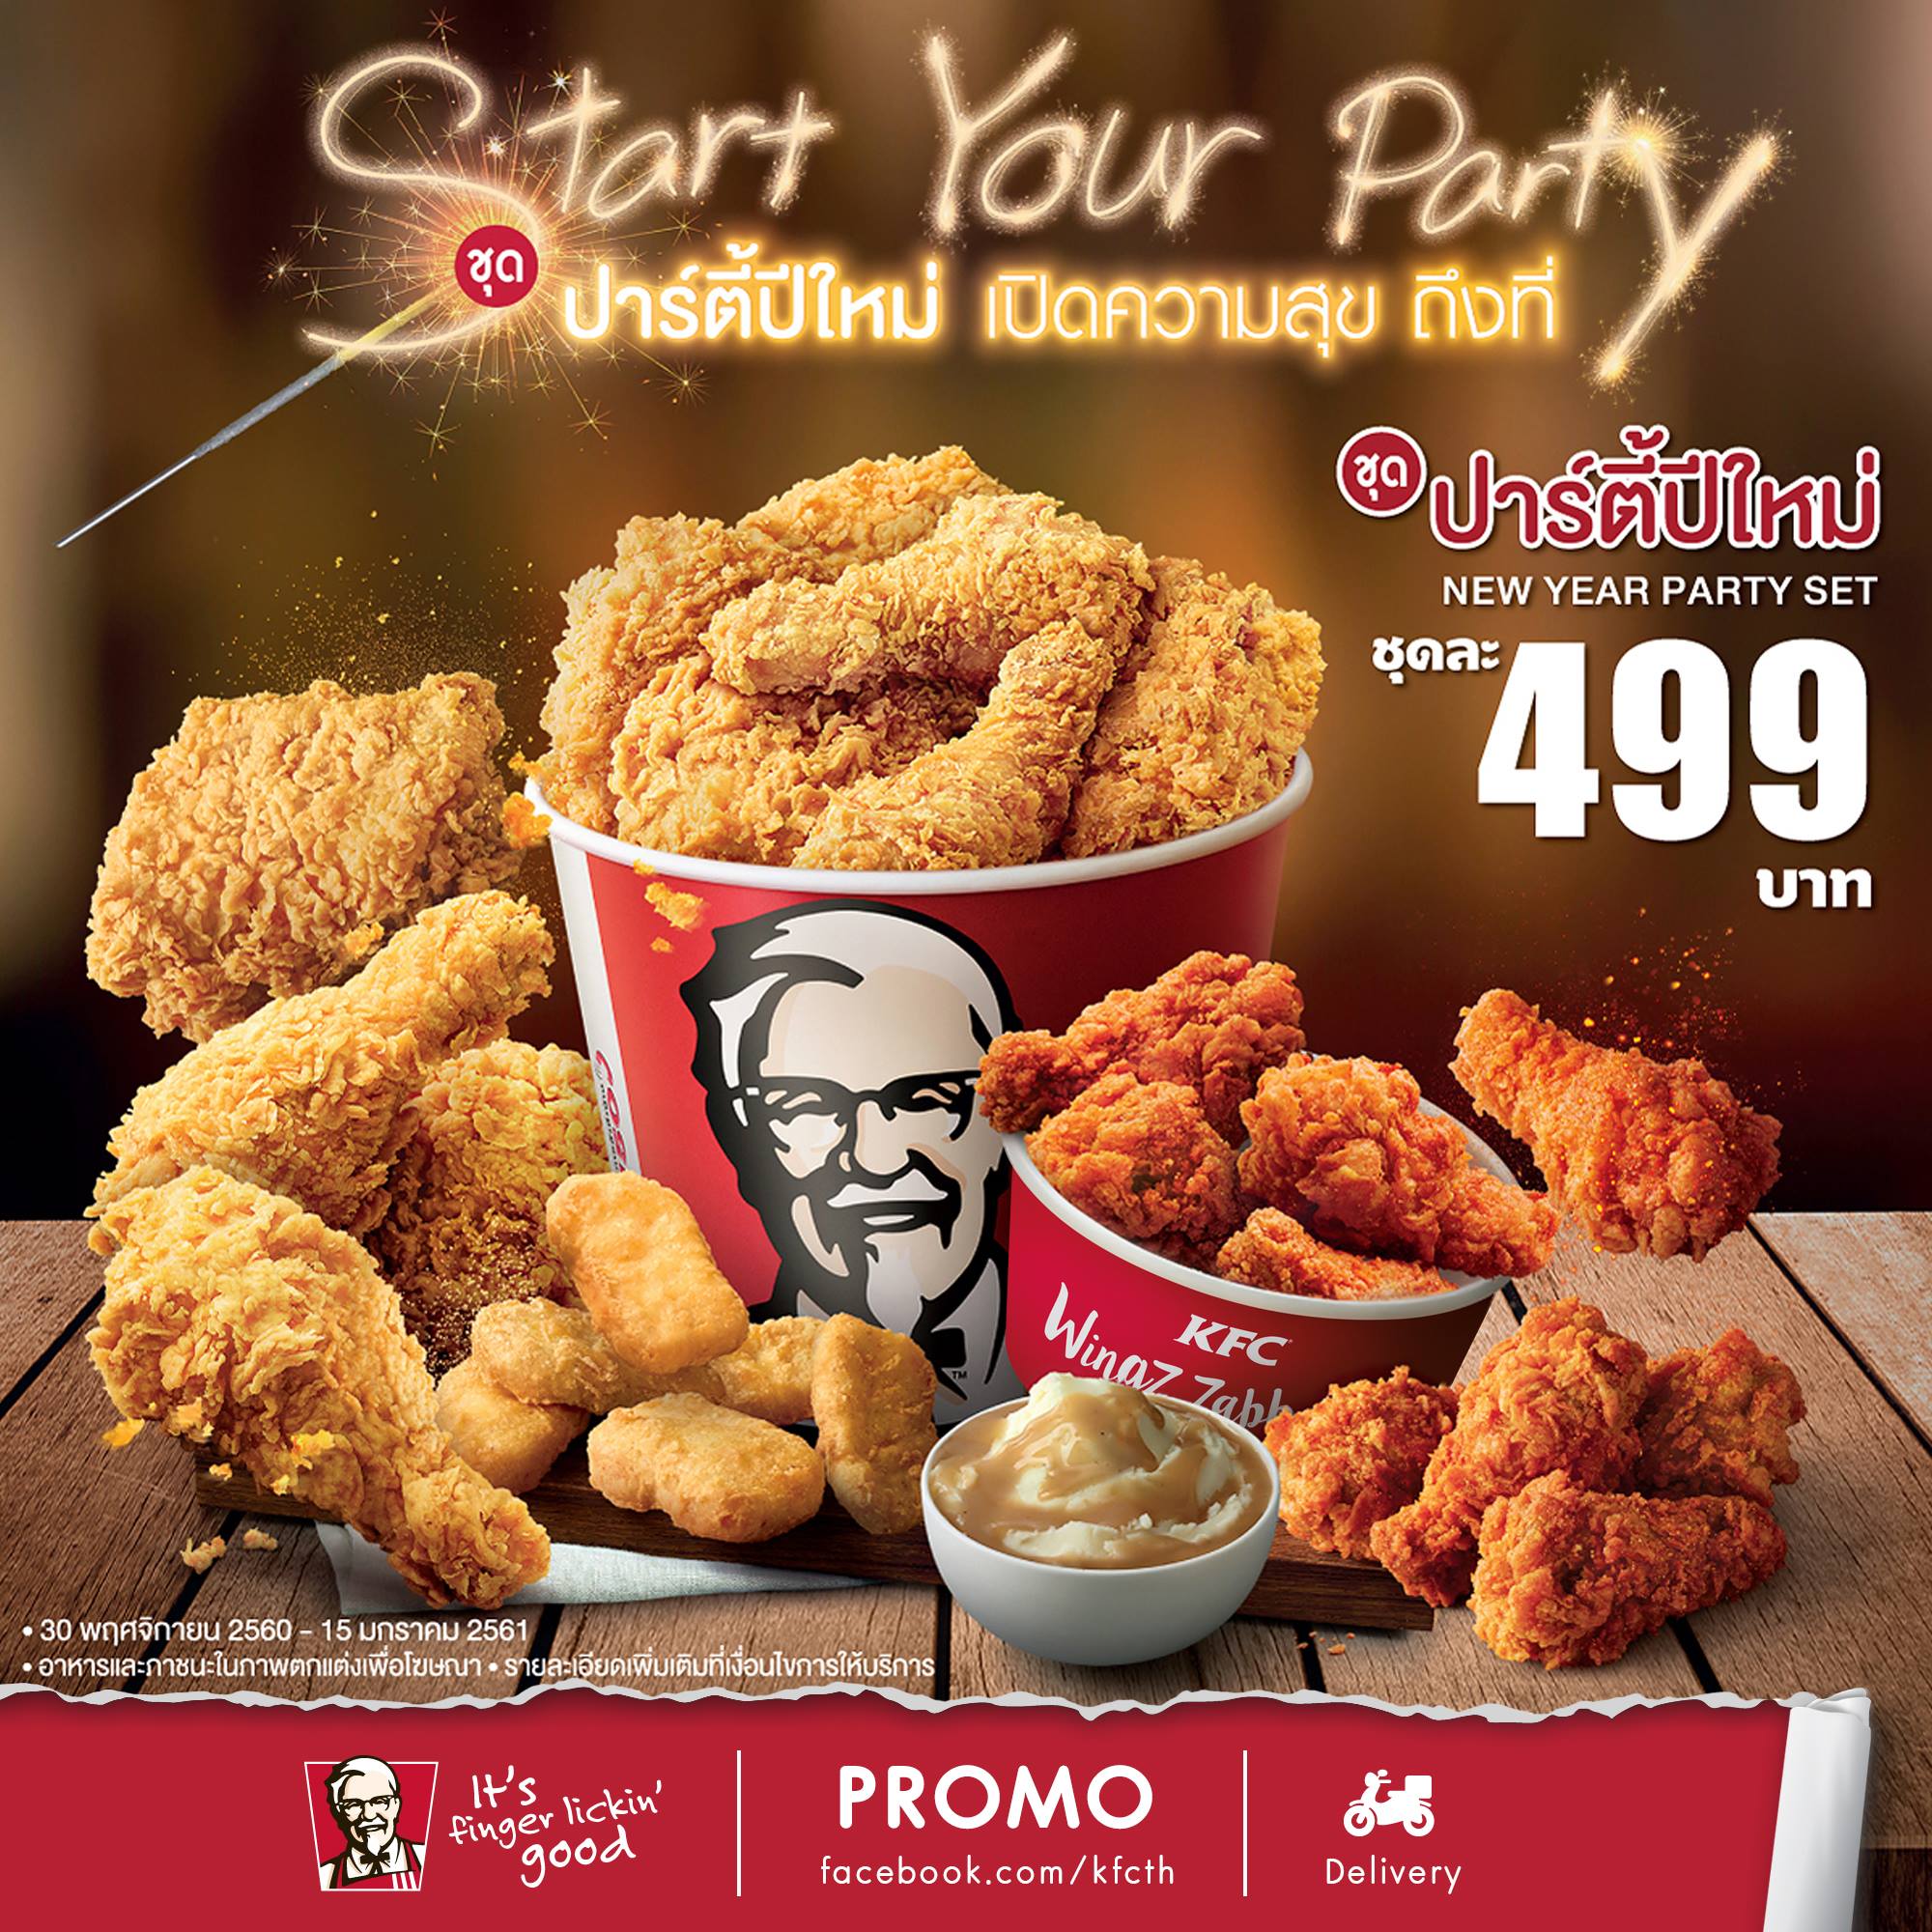 Start Your Party
ชุด ปาร์ตี้ปีใหม่ เปิดความสุข ถึงที่
ชุด ปาร์ตี้ปีใหม่
NEW YEAR PARTY SET
ชุดละ 499
บาท
KFC
Wingz Zabb
TM
• 30 พฤศจิกายน 2560 - 15 มกราคม 2561
• อาหารและภาชนะในภาพตกแต่งเพื่อโฆษณา • รายละเอียดเพิ่มเติมที่เงื่อนไขการให้บริการ
It's
finger lickin'
good
PROMO
facebook.com/kfcth
Delivery